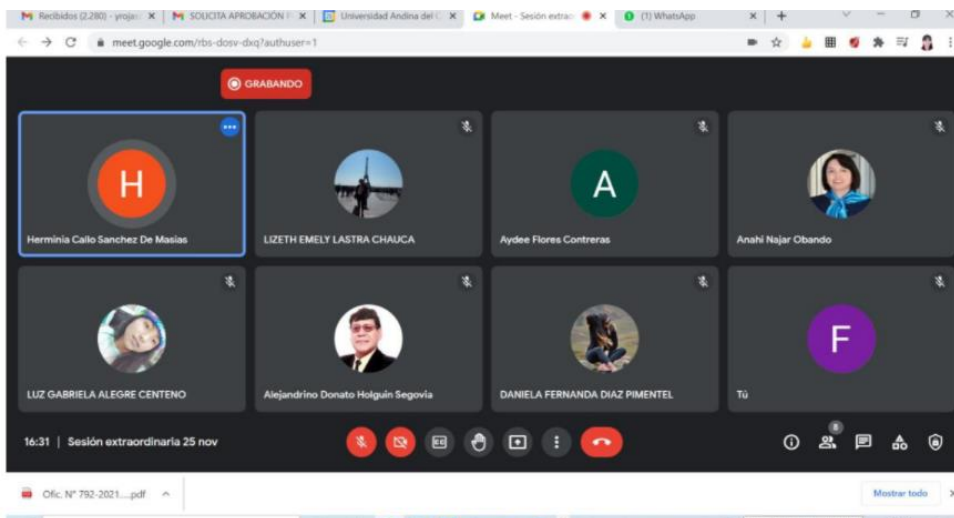 Recibidos (2.280) - yrojas
SOLICITA APROBACIÓN
Universidad Andina del C
Meet - Sesión extrao
(1) WhatsApp
meet.google.com/rbs-dosv-dxq?authuser=1
GRABANDO
H
A
Herminia Callo Sanchez De Masias
LIZETH EMELY LASTRA CHAUCA
Aydee Flores Contreras
Anahi Najar Obando
F
LUZ GABRIELA ALEGRE CENTENO
Alejandrino Donato Holguin Segovia
DANIELA FERNANDA DIAZ PIMENTEL
Tú
16:31 | Sesión extraordinaria 25 nov
8
Ofic. N° 792-2021....pdf
Mostrar todo